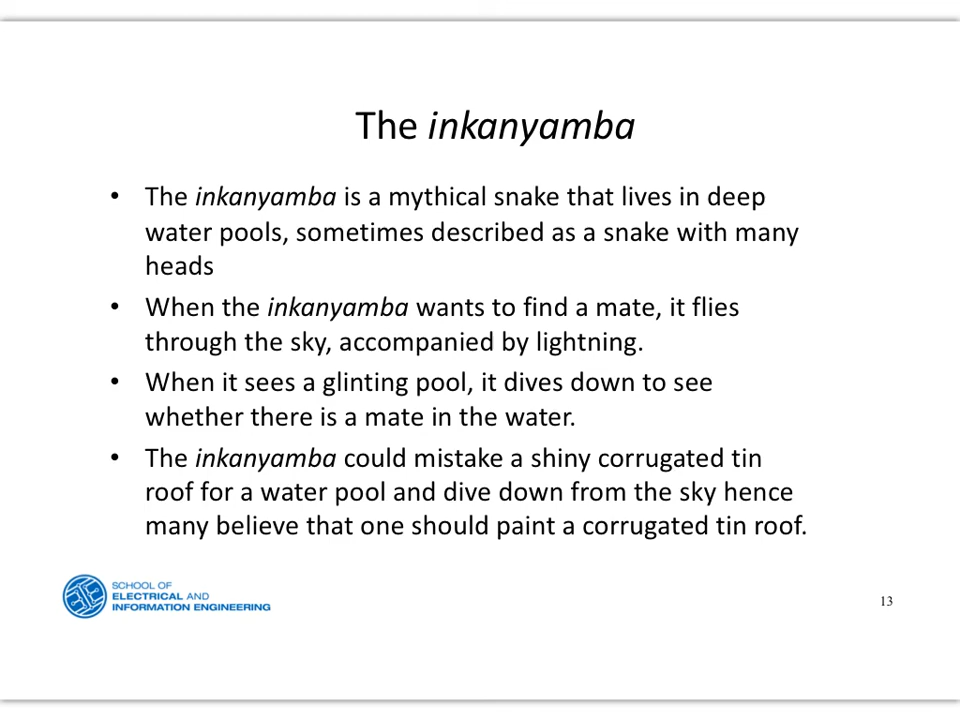 The inkanyamba
• The inkanyamba is a mythical snake that lives in deep
water pools, sometimes described as a snake with many
heads
• When the inkanyamba wants to find a mate, it flies
through the sky, accompanied by lightning.
• When it sees a glinting pool, it dives down to see
whether there is a mate in the water.
• The inkanyamba could mistake a shiny corrugated tin
roof for a water pool and dive down from the sky hence
many believe that one should paint a corrugated tin roof.
SCHOOL OF
ELECTRICAL AND
INFORMATION ENGINEERING
13